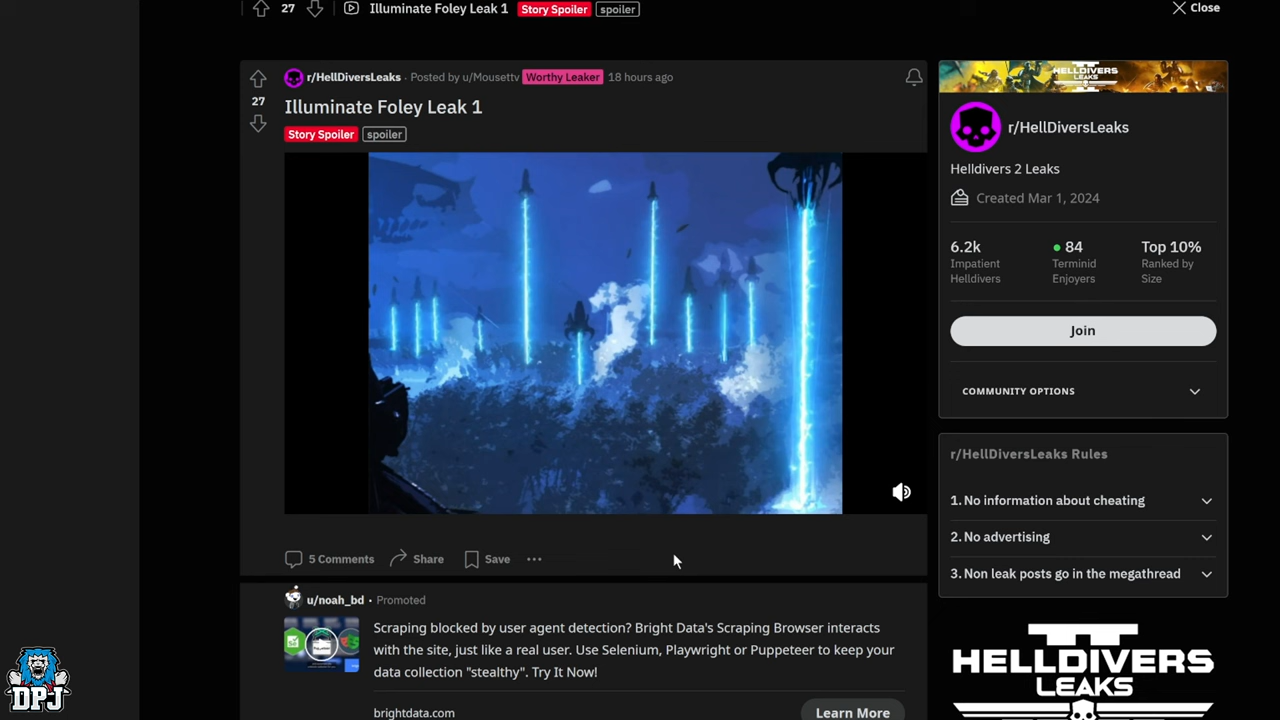 27 Illuminate Foley Leak 1 Story Spoiler spoiler
Close
r/HellDiversLeaks · Posted by u/Mousettv Worthy Leaker 18 hours ago
27
Illuminate Foley Leak 1
Story Spoiler spoiler
5 Comments Share Save ...
u/noah_bd • Promoted
Scraping blocked by user agent detection? Bright Data's Scraping Browser interacts
with the site, just like a real user. Use Selenium, Playwright or Puppeteer to keep your
data collection "stealthy". Try It Now!
brightdata.com
Learn More
HELLDIVERS
LEAKS
r/HellDiversLeaks
Helldivers 2 Leaks
Created Mar 1, 2024
6.2k 84 Top 10%
Impatient Terminid Ranked by
Helldivers Enjoyers Size
Join
COMMUNITY OPTIONS
r/HellDiversLeaks Rules
1. No information about cheating
2. No advertising
3. Non leak posts go in the megathread
HELLDIVERS
LEAKS
DPJ